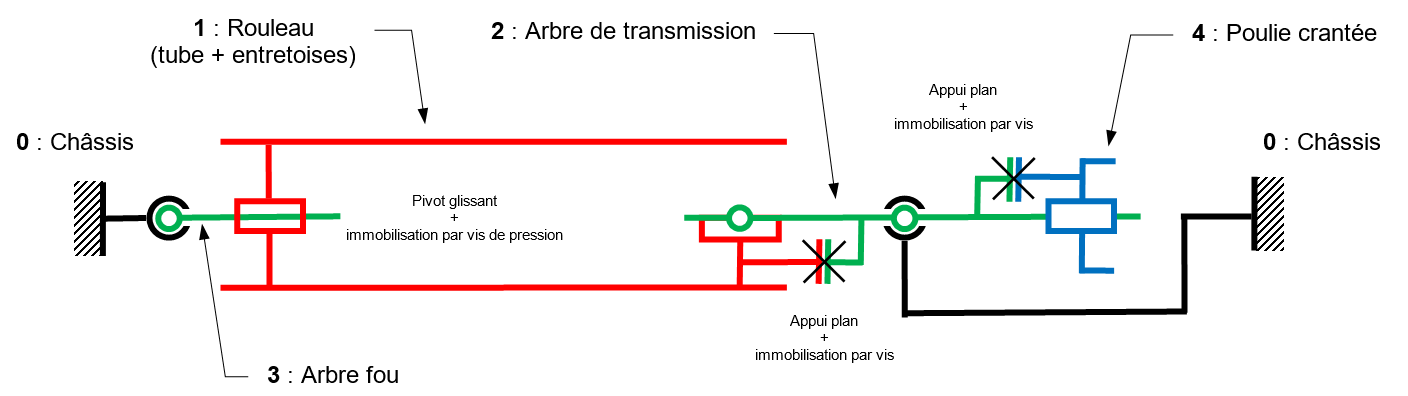 1 : Rouleau
(tube + entretoises)
2 : Arbre de transmission
4 : Poulie crantée
Appui plan
+
immobilisation par vis
0 : Châssis
0 : Châssis
Pivot glissant
+
immobilisation par vis de pression
Appui plan
+
immobilisation par vis
3 : Arbre fou